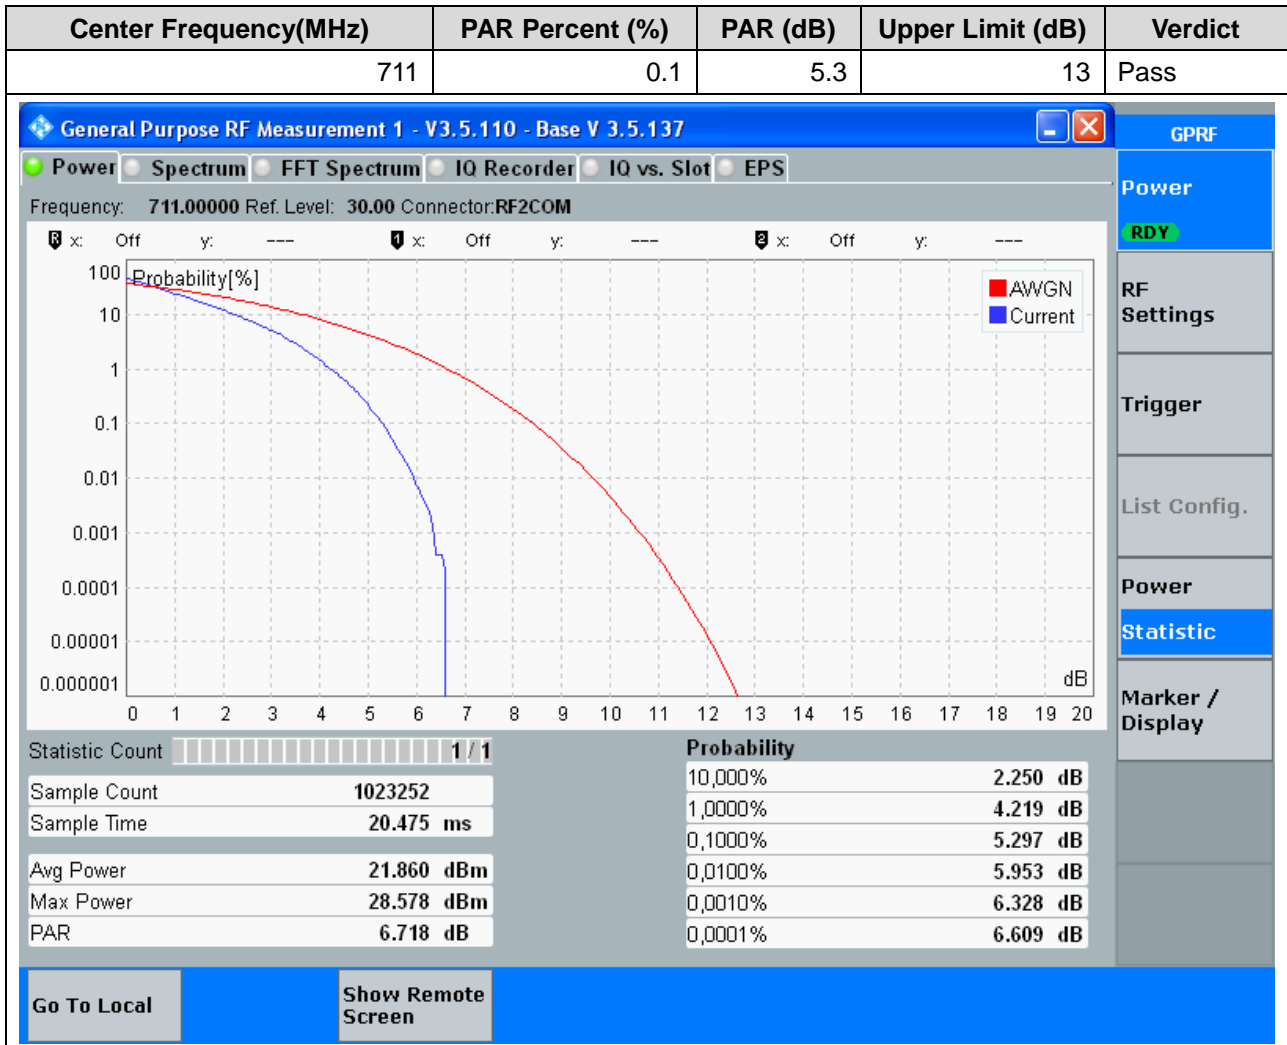 Center Frequency(MHz) PAR Percent (%) PAR (dB) Upper Limit (dB) Verdict
711 0.1 5.3 13 Pass
General Purpose RF Measurement 1 - V3.5.110 - Base V 3.5.137
GPRF
Power Spectrum FFT Spectrum IQ Recorder IQ vs. Slot EPS
Power
RDY
Frequency: 711.00000 Ref. Level: 30.00 Connector:RF2COM
R x: Off y: --- 1 x: Off y: --- 2 x: Off y: ---
Probability[%]
AWGN
Current
100
10
1
0.1
0.01
0.001
0.0001
0.00001
0.000001
dB
0 1 2 3 4 5 6 7 8 9 10 11 12 13 14 15 16 17 18 19 20
RF
Settings
Trigger
List Config.
Power
Statistic
Marker /
Display
Statistic Count 1 / 1
Sample Count 1023252
Sample Time 20.475 ms
Avg Power 21.860 dBm
Max Power 28.578 dBm
PAR 6.718 dB
Probability
10,000% 2.250 dB
1,0000% 4.219 dB
0,1000% 5.297 dB
0,0100% 5.953 dB
0,0010% 6.328 dB
0,0001% 6.609 dB
Go To Local
Show Remote
Screen